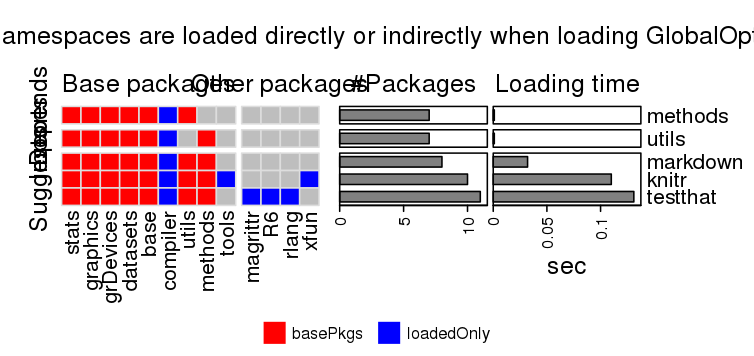 amespaces are loaded directly or indirectly when loading GlobalOpt
Base packages
Other packages
#Packages
Loading time
Depends
Imports
Suggests
methods
utils
markdown
knitr
testthat
stats
graphics
grDevices
datasets
base
compiler
utils
methods
tools
magrittr
R6
rlang
xfun
0
5
10
0
0.05
0.1
sec
basePkgs
loadedOnly